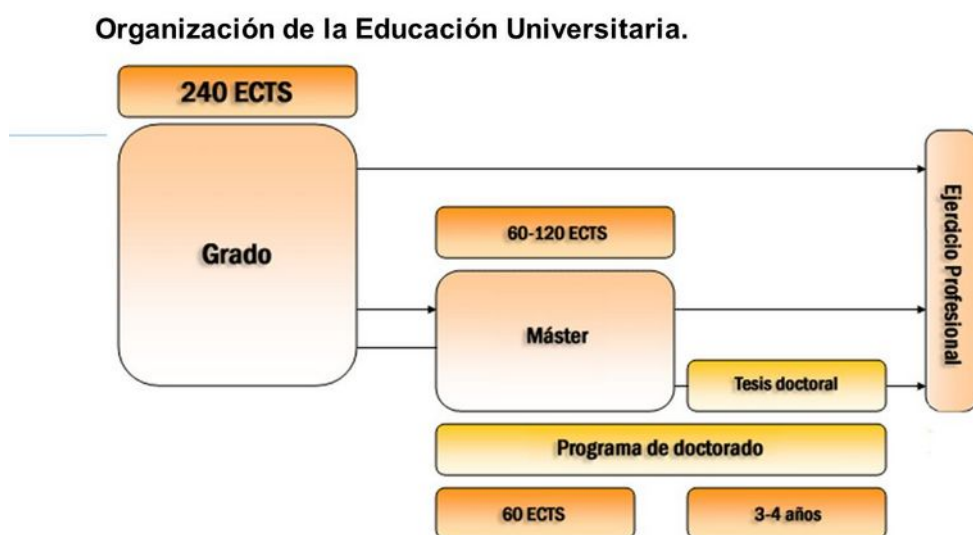 Organización de la Educación Universitaria.
240 ECTS
Grado
60-120 ECTS
Máster
Tesis doctoral
Programa de doctorado
60 ECTS
3-4 años
Ejercicio Profesional